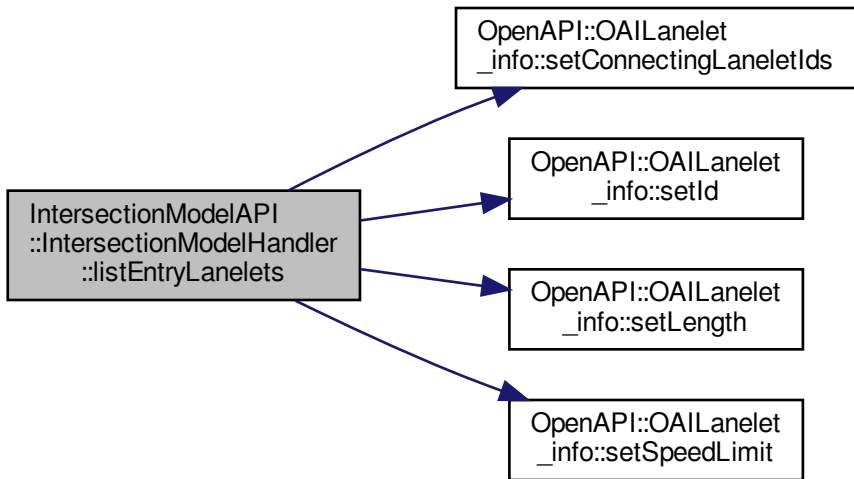 OpenAPI::OAILanelet
_info::setConnectingLaneletIds
OpenAPI::OAILanelet
_info::setId
IntersectionModelAPI
::IntersectionModelHandler
::listEntryLanelets
OpenAPI::OAILanelet
_info::setLength
OpenAPI::OAILanelet
_info::setSpeedLimit